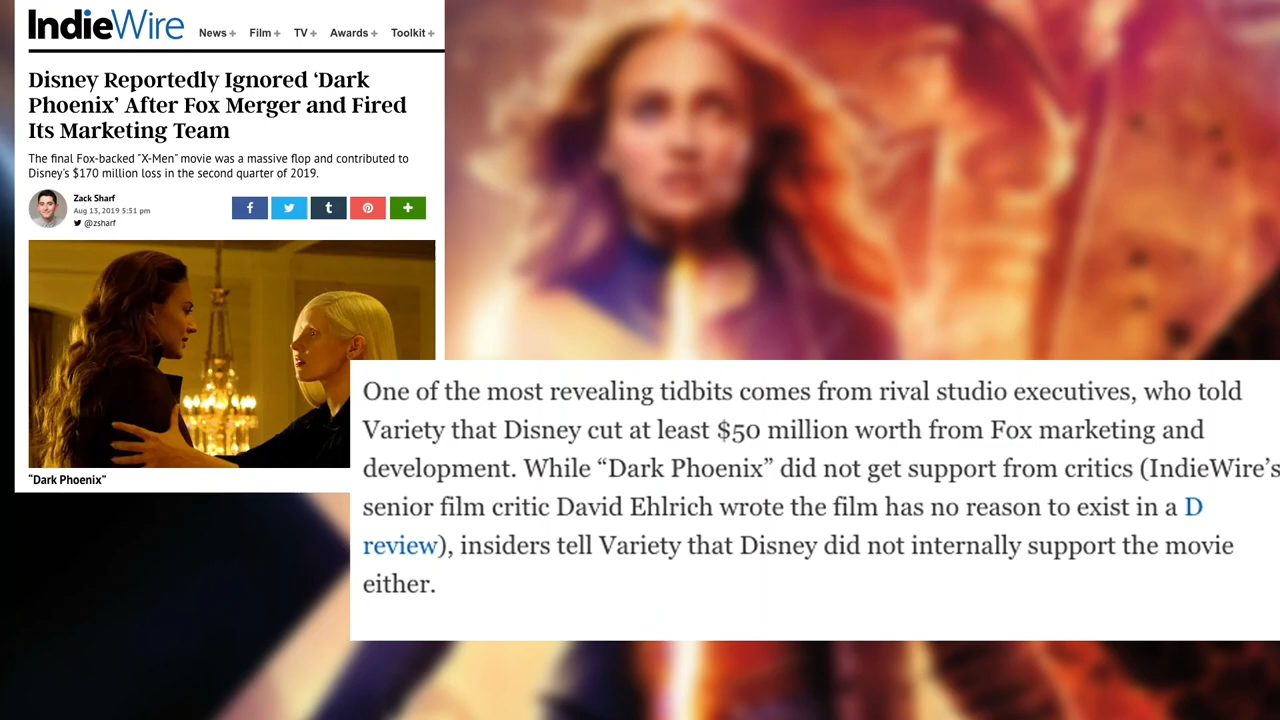 IndieWire
News + Film + TV + Awards + Toolkit +
Disney Reportedly Ignored ‘Dark
Phoenix’ After Fox Merger and Fired
Its Marketing Team
The final Fox-backed "X-Men" movie was a massive flop and contributed to
Disney's $170 million loss in the second quarter of 2019.
Zack Sharf
Aug 13, 2019 5:51 pm
@zsharf
“Dark Phoenix”
One of the most revealing tidbits comes from rival studio executives, who told
Variety that Disney cut at least $50 million worth from Fox marketing and
development. While “Dark Phoenix” did not get support from critics (IndieWire’s
senior film critic David Ehlrich wrote the film has no reason to exist in a D
review), insiders tell Variety that Disney did not internally support the movie
either.